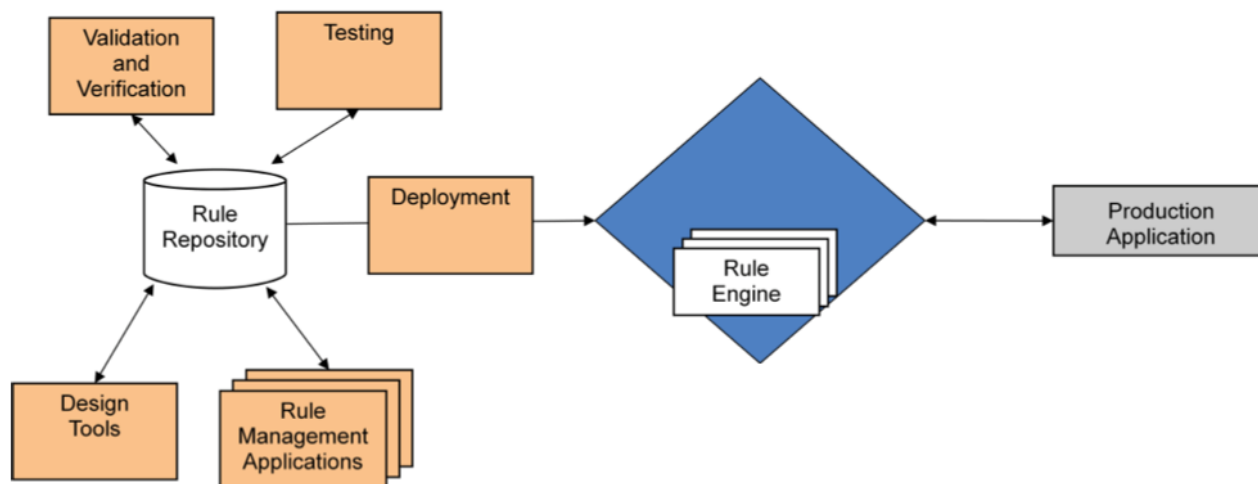 Validation
and
Verification
Testing
Rule
Repository
Deployment
Rule
Engine
Production
Application
Design
Tools
Rule
Management
Applications